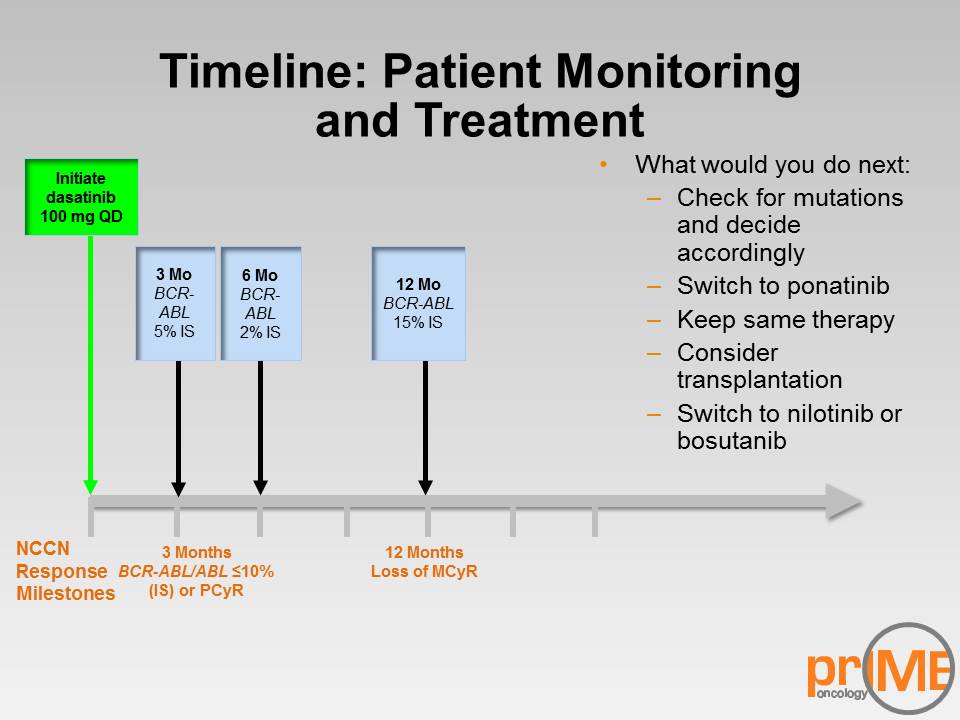 Timeline: Patient Monitoring
and Treatment
Initiate
dasatinib
100 mg QD
3 Mo
BCR-
ABL
5% IS
6 Mo
BCR-
ABL
2% IS
12 Mo
BCR-ABL
15% IS
• What would you do next:
– Check for mutations
and decide
accordingly
– Switch to ponatinib
– Keep same therapy
– Consider
transplantation
– Switch to nilotinib or
bosutanib
NCCN
Response
Milestones
3 Months
BCR-ABL/ABL ≤10%
(IS) or PCyR
12 Months
Loss of MCyR
prIME
oncology